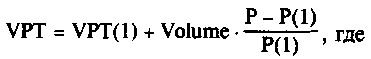 VPT = VPT(1) + Volume · (P – P(1)) / P(1) , где